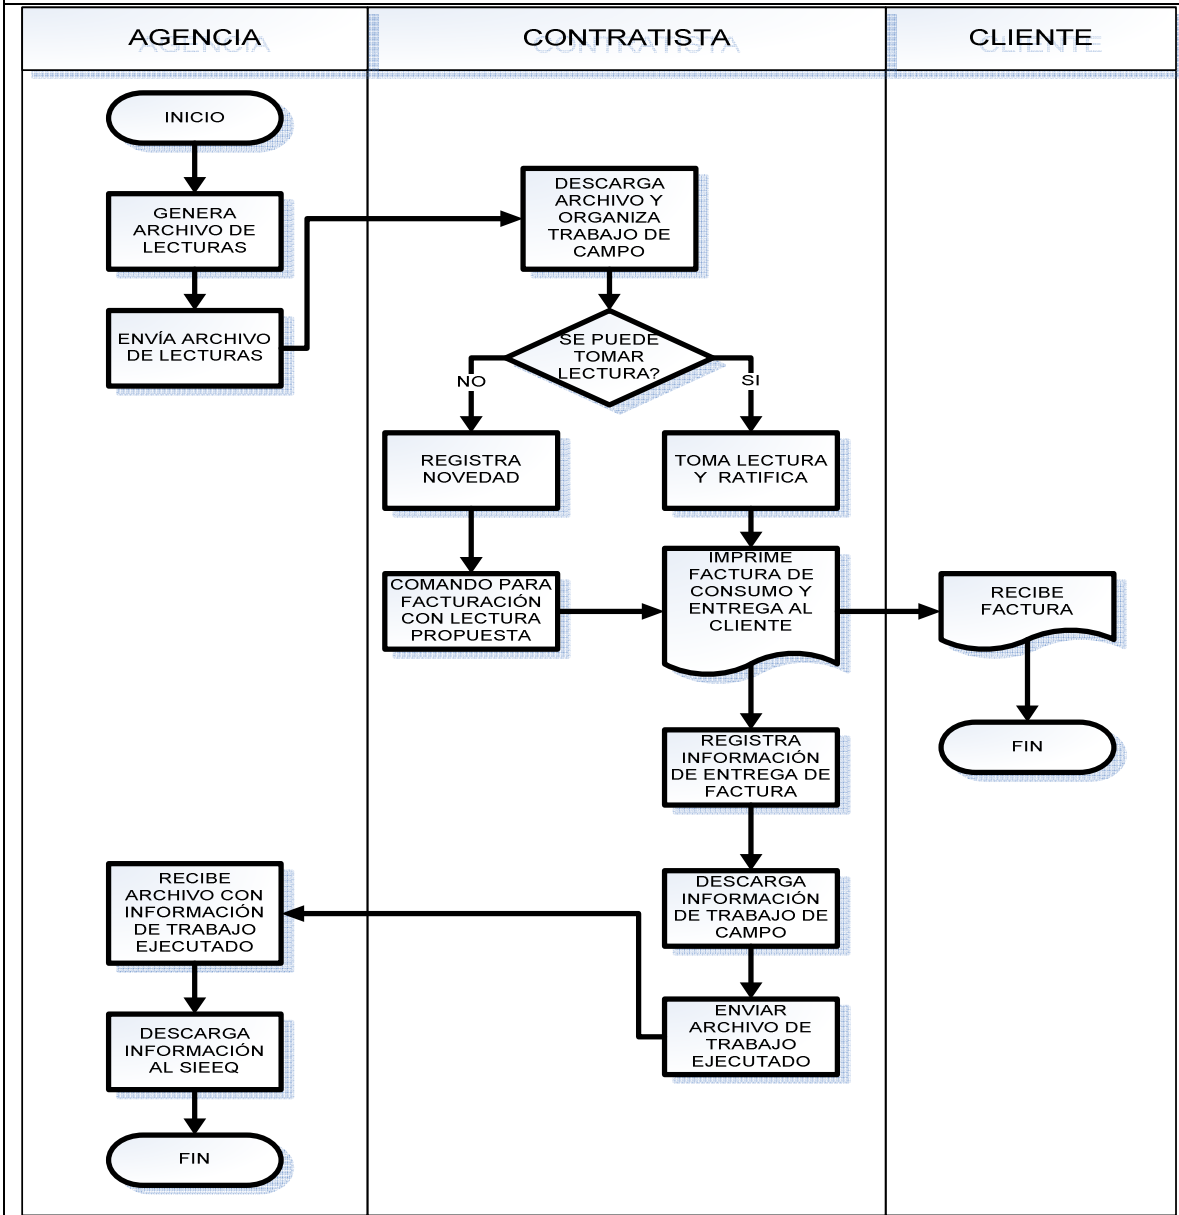 AGENCIA
CONTRATISTA
CLIENTE
INICIO
GENERA
ARCHIVO DE
LECTURAS
ENVÍA ARCHIVO
DE LECTURAS
DESCARGA
ARCHIVO Y
ORGANIZA
TRABAJO DE
CAMPO
SE PUEDE
TOMAR
LECTURA?
NO
SI
REGISTRA
NOVEDAD
TOMA LECTURA
Y RATIFICA
COMANDO PARA
FACTURACIÓN
CON LECTURA
PROPUESTA
IMPRIME
FACTURA DE
CONSUMO Y
ENTREGA AL
CLIENTE
RECIBE
FACTURA
FIN
REGISTRA
INFORMACIÓN
DE ENTREGA DE
FACTURA
DESCARGA
INFORMACIÓN
DE TRABAJO DE
CAMPO
ENVIAR
ARCHIVO DE
TRABAJO
EJECUTADO
RECIBE
ARCHIVO CON
INFORMACIÓN
DE TRABAJO
EJECUTADO
DESCARGA
INFORMACIÓN
AL SIEEQ
FIN